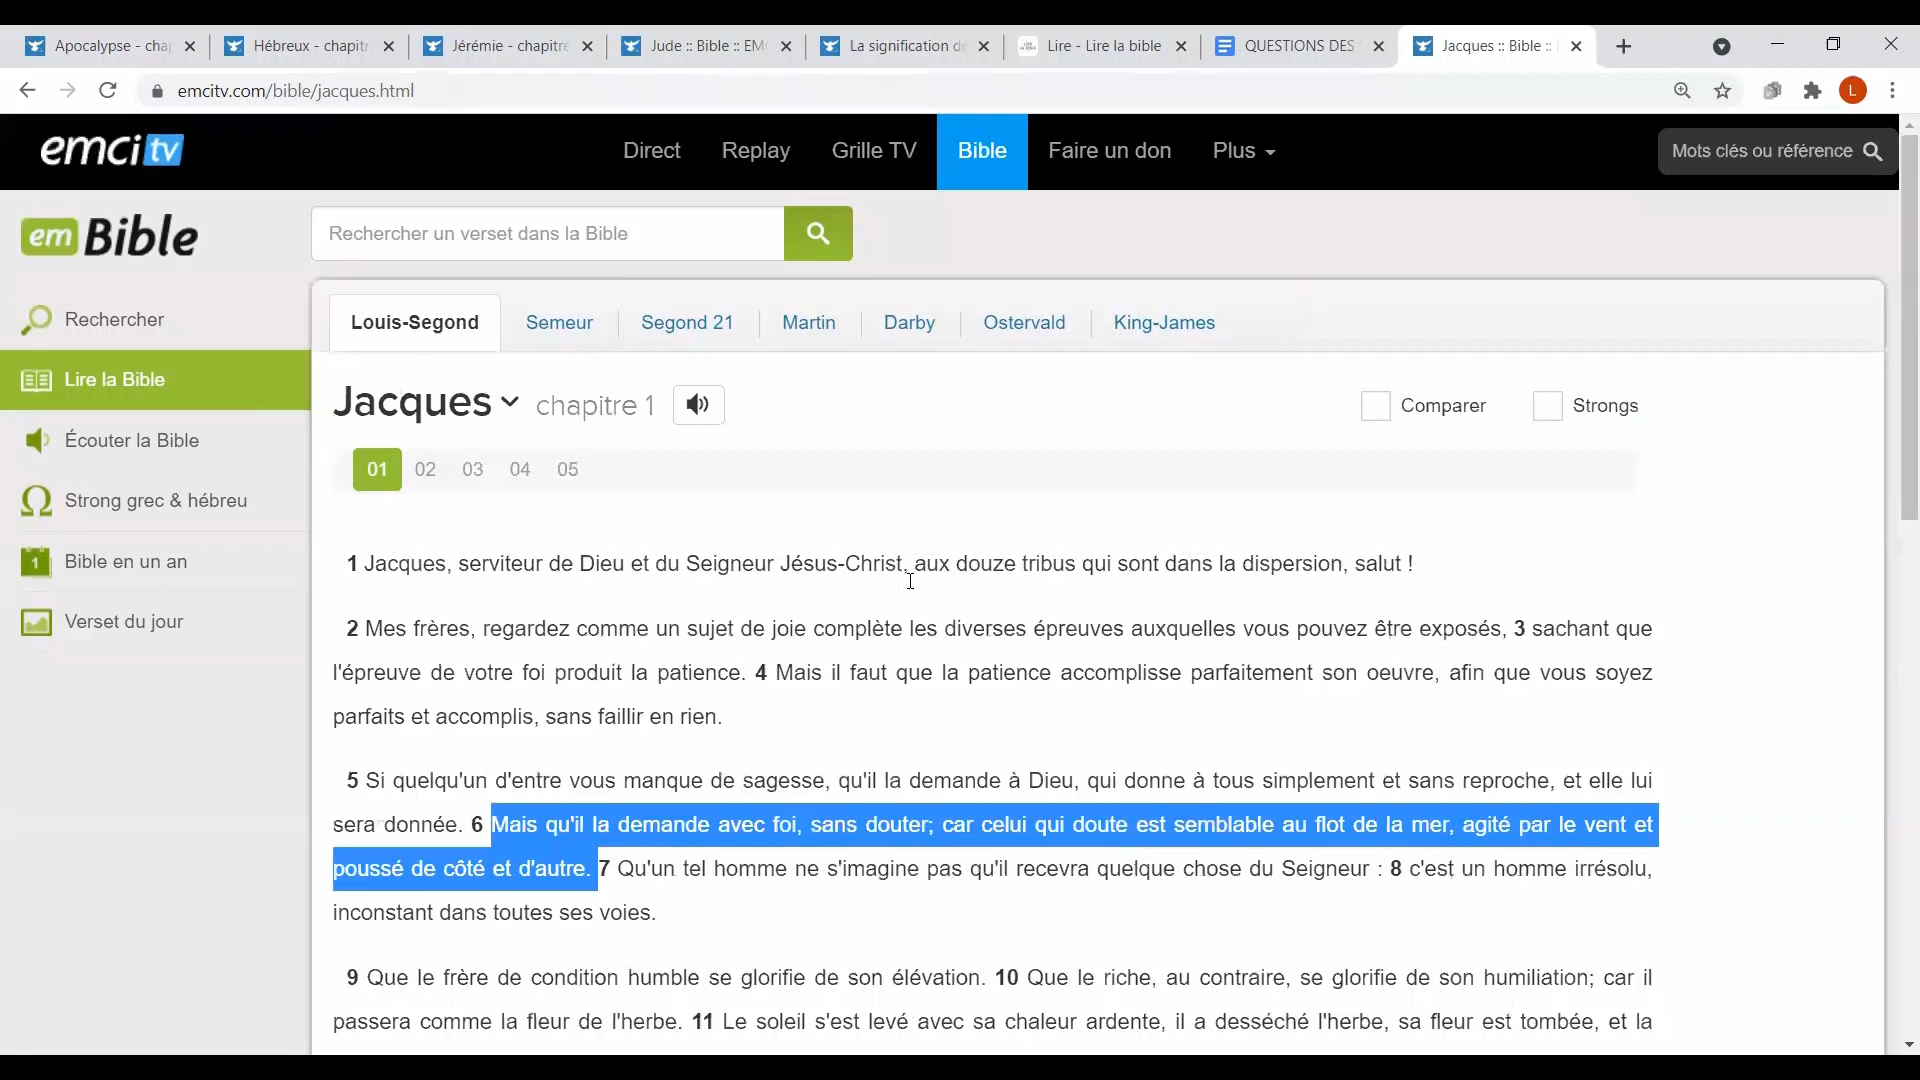 Apocalypse - cha
Hébreux - chapitr
Jérémie - chapitre
Jude :: Bible :: EM
La signification de
Lire - Lire la bible
QUESTIONS DES
Jacques :: Bible ::
emcitv.com/bible/jacques.html
L
emci tv
Direct
Replay
Grille TV
Bible
Faire un don
Plus
Mots clés ou référence
em Bible
Rechercher un verset dans la Bible
Rechercher
Lire la Bible
Écouter la Bible
Strong grec & hébreu
1 Bible en un an
Verset du jour
Louis-Segond
Semeur
Segond 21
Martin
Darby
Ostervald
King-James
Jacques chapitre 1
Comparer
Strongs
01 02 03 04 05
1 Jacques, serviteur de Dieu et du Seigneur Jésus-Christ, aux douze tribus qui sont dans la dispersion, salut !
2 Mes frères, regardez comme un sujet de joie complète les diverses épreuves auxquelles vous pouvez être exposés, 3 sachant que
l'épreuve de votre foi produit la patience. 4 Mais il faut que la patience accomplisse parfaitement son oeuvre, afin que vous soyez
parfaits et accomplis, sans faillir en rien.
5 Si quelqu'un d'entre vous manque de sagesse, qu'il la demande à Dieu, qui donne à tous simplement et sans reproche, et elle lui
sera donnée. 6 Mais qu'il la demande avec foi, sans douter; car celui qui doute est semblable au flot de la mer, agité par le vent et
poussé de côté et d'autre. 7 Qu'un tel homme ne s'imagine pas qu'il recevra quelque chose du Seigneur : 8 c'est un homme irrésolu,
inconstant dans toutes ses voies.
9 Que le frère de condition humble se glorifie de son élévation. 10 Que le riche, au contraire, se glorifie de son humiliation; car il
passera comme la fleur de l'herbe. 11 Le soleil s'est levé avec sa chaleur ardente, il a desséché l'herbe, sa fleur est tombée, et la